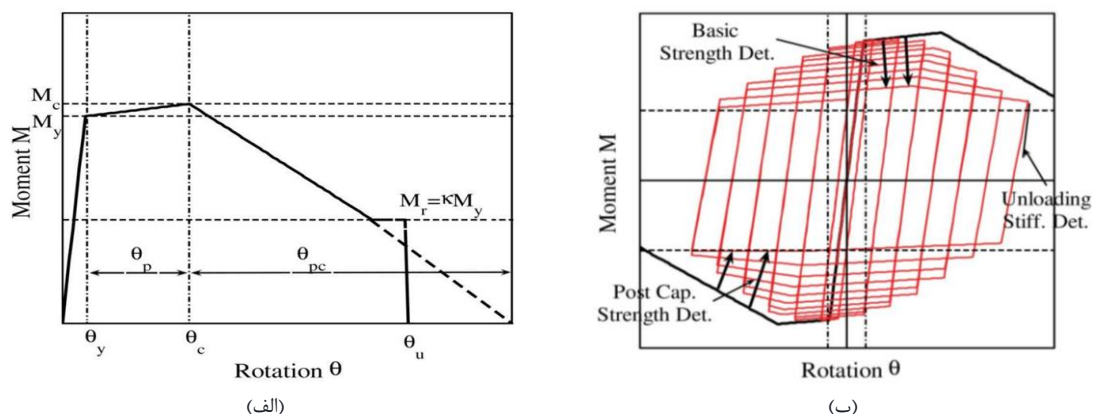 Moment M
M_c
M_y
M_r=κM_y
θ_p
θ_pc
θ_y
θ_c
θ_u
Rotation θ
(الف)
Moment M
Basic
Strength Det.
Unloading
Stiff. Det.
Post Cap.
Strength Det.
Rotation θ
(ب)